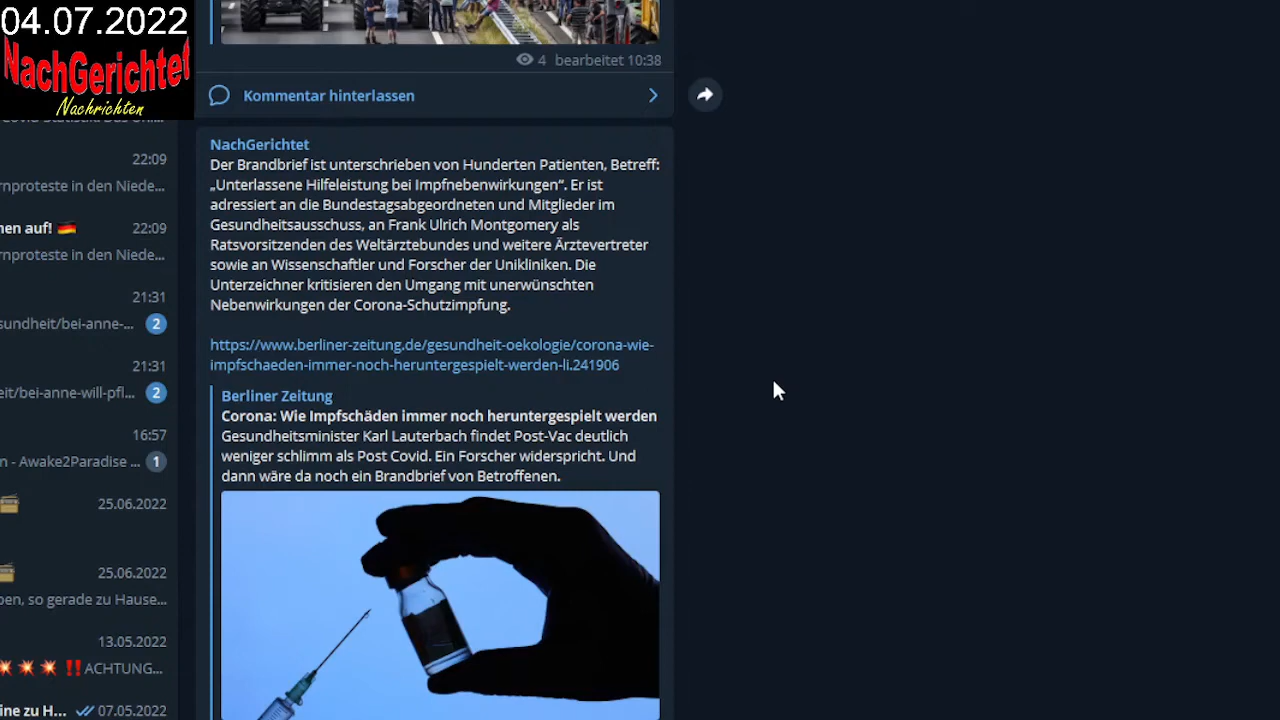 04.07.2022
NachGerichtet
Nachrichten
4 bearbeitet 10:38
Kommentar hinterlassen
22:09
rnproteste in den Niede...
nen auf! 22:09
rnproteste in den Niede...
21:31
sundheit/bei-anne-... 2
21:31
eit/bei-anne-will-pfl... 2
16:57
n - Awake2Paradise ... 1
25.06.2022
25.06.2022
ben, so gerade zu Hause...
13.05.2022
ACHTUNG...
ine zu H... 07.05.2022
NachGerichtet
Der Brandbrief ist unterschrieben von Hunderten Patienten, Betreff:
„Unterlassene Hilfeleistung bei Impfnebenwirkungen“. Er ist
adressiert an die Bundestagsabgeordneten und Mitglieder im
Gesundheitsausschuss, an Frank Ulrich Montgomery als
Ratsvorsitzenden des Weltärztebundes und weitere Ärztevertreter
sowie an Wissenschaftler und Forscher der Unikliniken. Die
Unterzeichner kritisieren den Umgang mit unerwünschten
Nebenwirkungen der Corona-Schutzimpfung.
https://www.berliner-zeitung.de/gesundheit-oekologie/corona-wie-
impfschaeden-immer-noch-heruntergespielt-werden-li.241906
Berliner Zeitung
Corona: Wie Impfschäden immer noch heruntergespielt werden
Gesundheitsminister Karl Lauterbach findet Post-Vac deutlich
weniger schlimm als Post Covid. Ein Forscher widerspricht. Und
dann wäre da noch ein Brandbrief von Betroffenen.